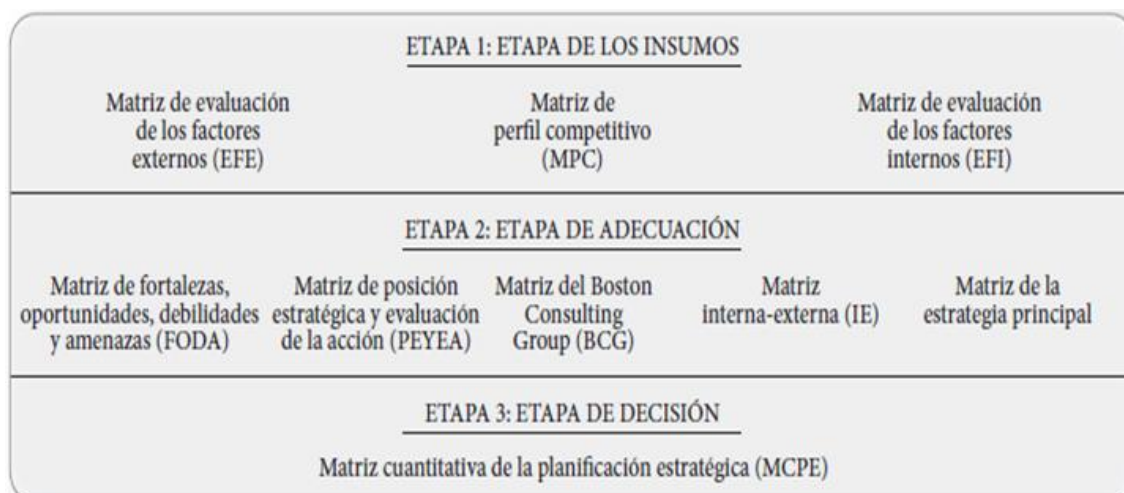 ETAPA 1: ETAPA DE LOS INSUMOS
Matriz de evaluación
de los factores
externos (EFE)
Matriz de
perfil competitivo
(MPC)
Matriz de evaluación
de los factores
internos (EFI)
ETAPA 2: ETAPA DE ADECUACIÓN
Matriz de fortalezas,
oportunidades, debilidades
y amenazas (FODA)
Matriz de posición
estratégica y evaluación
de la acción (PEYEA)
Matriz del Boston
Consulting
Group (BCG)
Matriz
interna-externa (IE)
Matriz de la
estrategia principal
ETAPA 3: ETAPA DE DECISIÓN
Matriz cuantitativa de la planificación estratégica (MCPE)